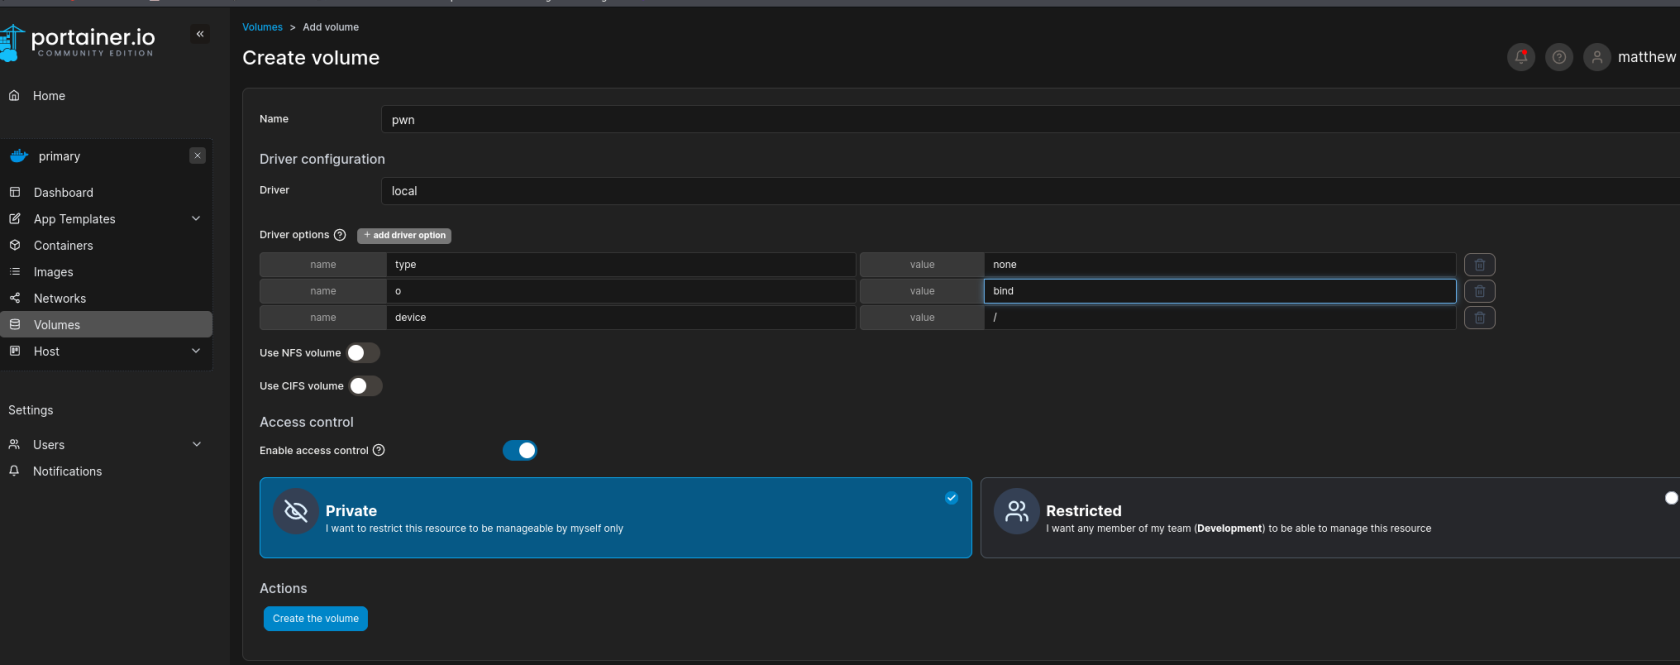 portainer.io
COMMUNITY EDITION
Home
primary
Dashboard
App Templates
Containers
Images
Networks
Volumes
Host
Settings
Users
Notifications
Volumes > Add volume
Create volume
matthew
Name pwn
Driver configuration
Driver local
Driver options + add driver option
name type value none
name o value bind
name device value /
Use NFS volume
Use CIFS volume
Access control
Enable access control
Private
I want to restrict this resource to be manageable by myself only
Restricted
I want any member of my team (Development) to be able to manage this resource
Actions
Create the volume